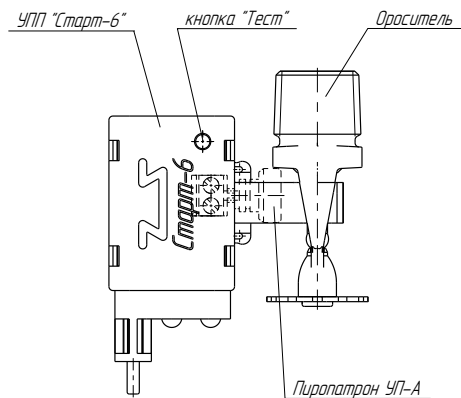 УПП "Старт-6"
кнопка "Тест"
Ороситель
Старт-6
Пиропатрон УП-А